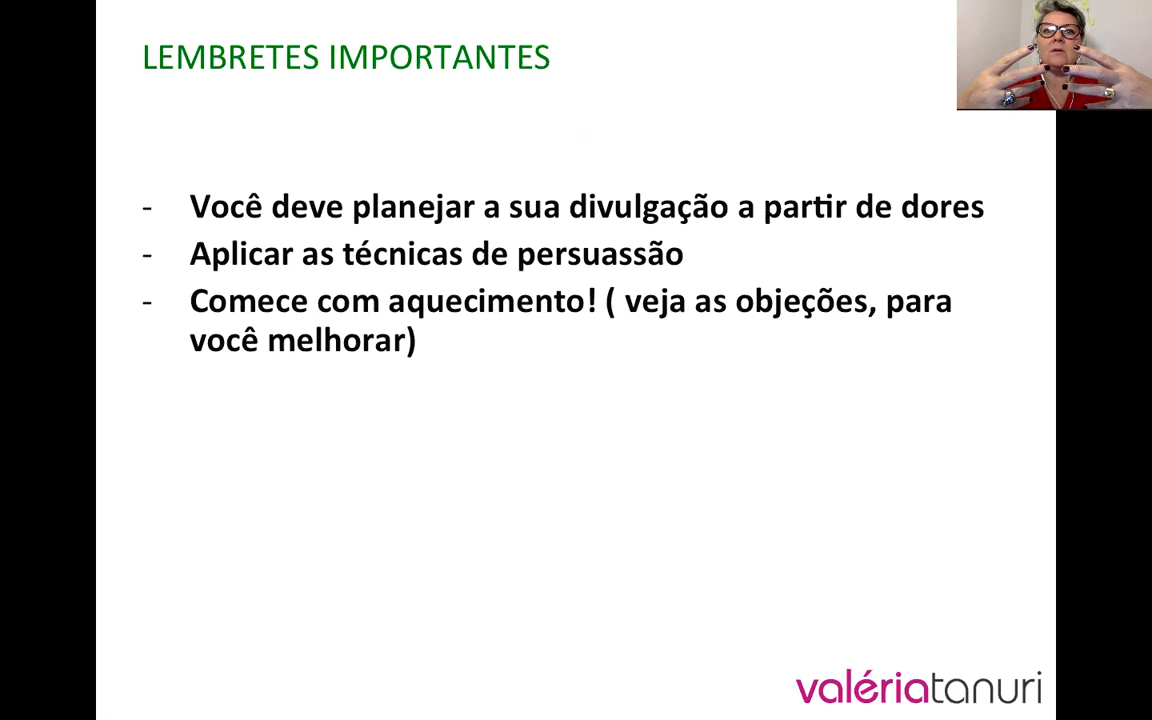 LEMBRETES IMPORTANTES
- Você deve planejar a sua divulgação a partir de dores
- Aplicar as técnicas de persuassão
- Comece com aquecimento! ( veja as objeções, para
você melhorar)
valériatanuri